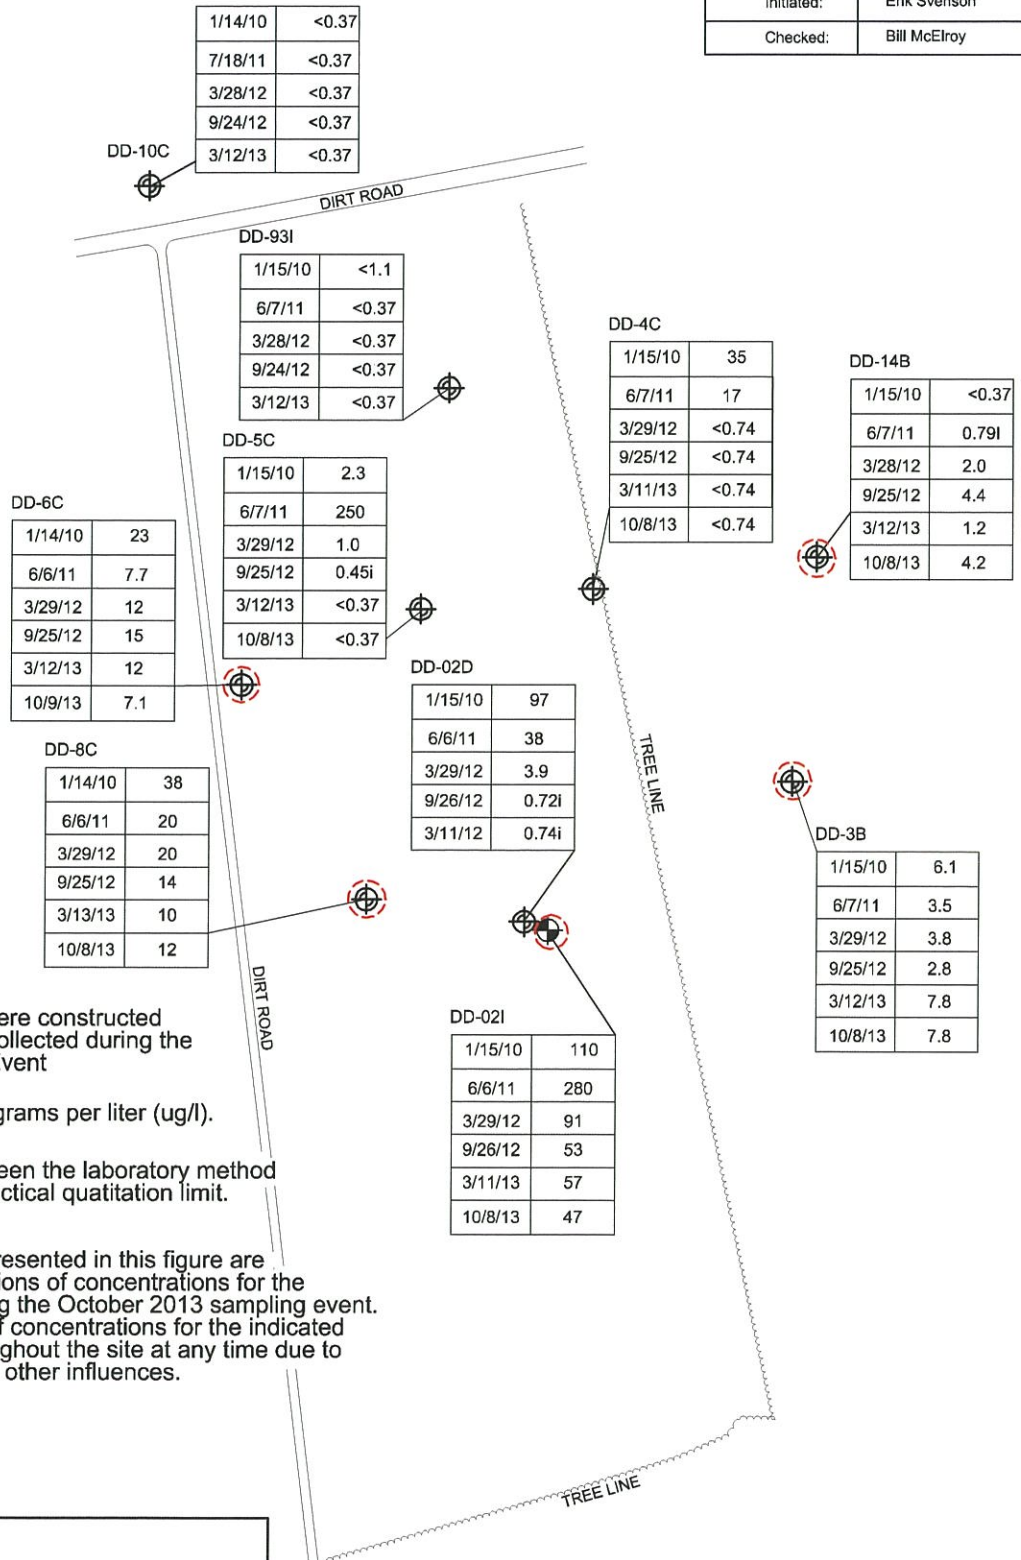 Initiated: Erik Svenson
Checked: Bill McElroy
1/14/10 <0.37
7/18/11 <0.37
3/28/12 <0.37
9/24/12 <0.37
3/12/13 <0.37
DD-10C
DIRT ROAD
DD-93I
1/15/10 <1.1
6/7/11 <0.37
3/28/12 <0.37
9/24/12 <0.37
3/12/13 <0.37
DD-4C
1/15/10 35
6/7/11 17
3/29/12 <0.74
9/25/12 <0.74
3/11/13 <0.74
10/8/13 <0.74
DD-14B
1/15/10 <0.37
6/7/11 0.79I
3/28/12 2.0
9/25/12 4.4
3/12/13 1.2
10/8/13 4.2
DD-5C
1/15/10 2.3
6/7/11 250
3/29/12 1.0
9/25/12 0.45i
3/12/13 <0.37
10/8/13 <0.37
DD-6C
1/14/10 23
6/6/11 7.7
3/29/12 12
9/25/12 15
3/12/13 12
10/9/13 7.1
DD-02D
1/15/10 97
6/6/11 38
3/29/12 3.9
9/26/12 0.72i
3/11/12 0.74i
TREE LINE
DD-8C
1/14/10 38
6/6/11 20
3/29/12 20
9/25/12 14
3/13/13 10
10/8/13 12
DD-3B
1/15/10 6.1
6/7/11 3.5
3/29/12 3.8
9/25/12 2.8
3/12/13 7.8
10/8/13 7.8
DIRT ROAD
DD-02I
1/15/10 110
6/6/11 280
3/29/12 91
9/26/12 53
3/11/13 57
10/8/13 47
ere constructed
ollected during the
vent
grams per liter (ug/l).
een the laboratory method
ctical quatitation limit.
resented in this figure are
ions of concentrations for the
g the October 2013 sampling event.
f concentrations for the indicated
ghout the site at any time due to
other influences.
TREE LINE